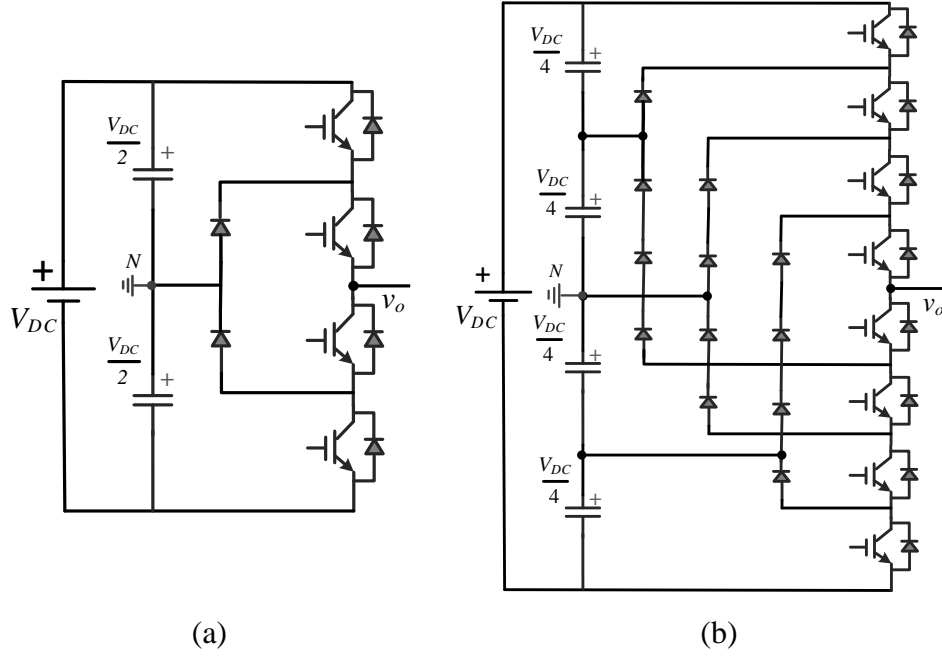 V_DC/2
+
N
+
V_DC
v_o
V_DC/2
+
(a)
V_DC/4
+
V_DC/4
+
N
+
V_DC
v_o
V_DC/4
+
V_DC/4
+
(b)